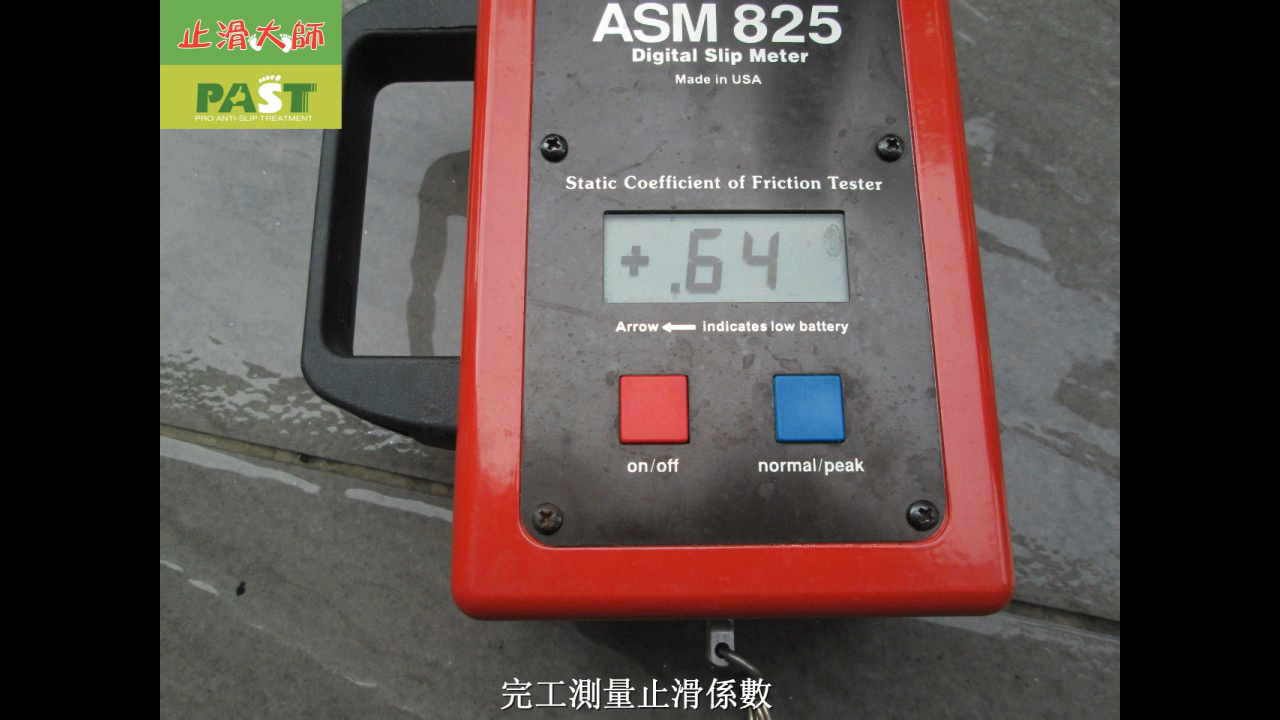 止滑大師
PAST
PRO ANTI-SLIP TREATMENT
ASM 825
Digital Slip Meter
Made in USA
Static Coefficient of Friction Tester
+.64
Arrow ← indicates low battery
on/off
normal/peak
完工測量止滑係數